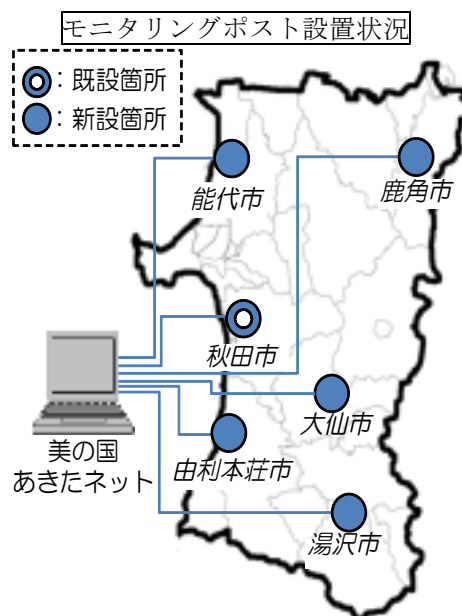 モニタリングポスト設置状況
：既設箇所
：新設箇所
能代市
鹿角市
秋田市
大仙市
由利本荘市
湯沢市
美の国
あきたネット